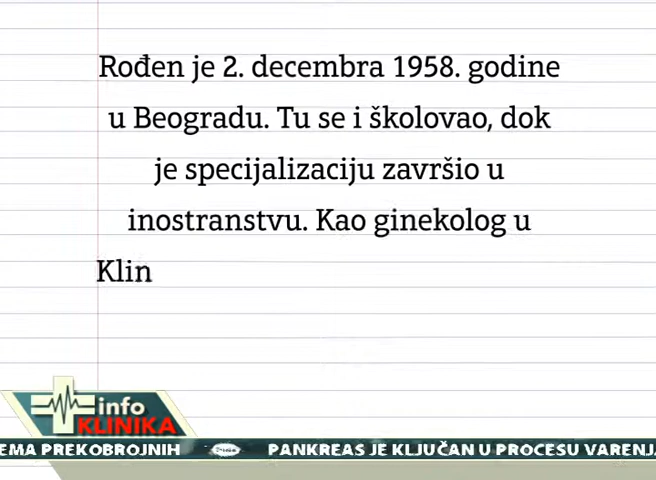 Rođen je 2. decembra 1958. godine
u Beogradu. Tu se i školovao, dok
je specijalizaciju završio u
inostranstvu. Kao ginekolog u
Klin
info
KLINIKA
EMA PREKOBROJNIH PANKREAS JE KLJUČAN U PROCESU VARENJA